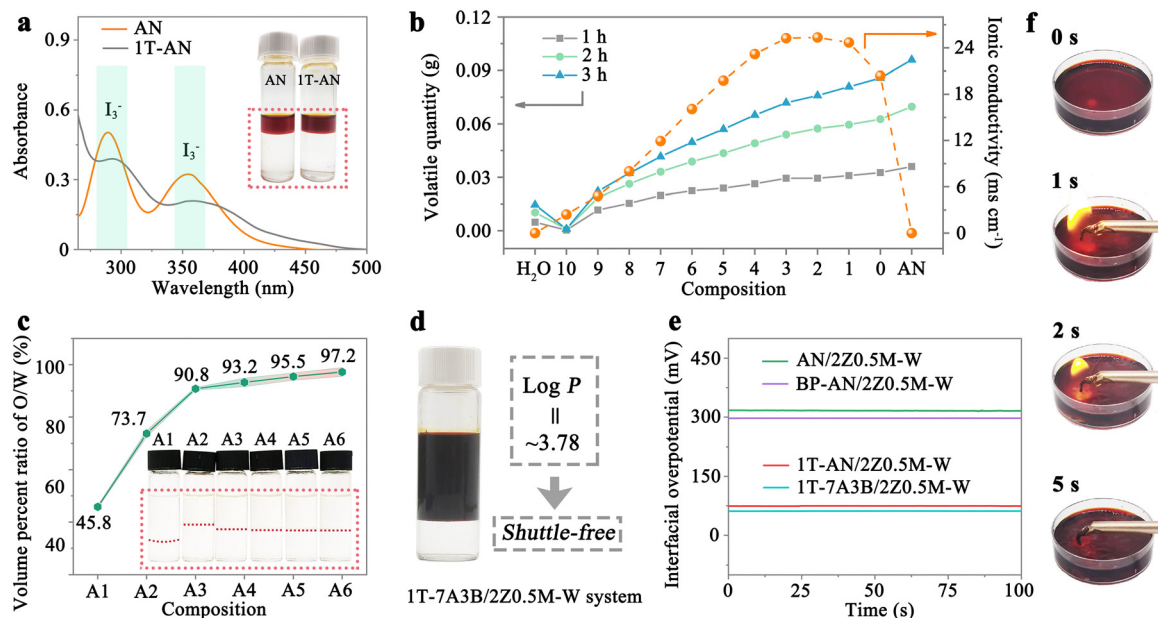 a
AN
1T-AN
0.9
0.6
0.3
0
Absorbance
I3-
I3-
AN 1T-AN
300 350 400 450 500
Wavelength (nm)
b
1 h
2 h
3 h
0.12
0.09
0.06
0.03
0.00
Volatile quantity (g)
24
18
12
6
0
Ionic conductivity (ms cm-1)
H2O 10 9 8 7 6 5 4 3 2 1 0 AN
Composition
c
100
80
60
40
Volume percent ratio of O/W (%)
45.8
73.7
90.8
93.2
95.5
97.2
A1 A2 A3 A4 A5 A6
A1 A2 A3 A4 A5 A6
Composition
d
Log P
=
~3.78
Shuttle-free
1T-7A3B/2Z0.5M-W system
e
450
300
150
0
Interfacial overpotential (mV)
AN/2Z0.5M-W
BP-AN/2Z0.5M-W
1T-AN/2Z0.5M-W
1T-7A3B/2Z0.5M-W
0 25 50 75 100
Time (s)
f
0 s
1 s
2 s
5 s